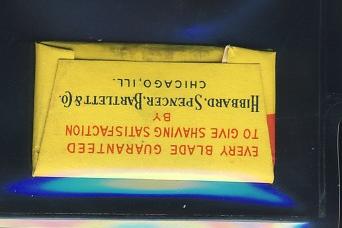 EVERY BLADE GUARANTEED
TO GIVE SHAVING SATISFACTION
BY
HIBBARD, SPENCER, BARTLETT & CO.
CHICAGO, ILL.